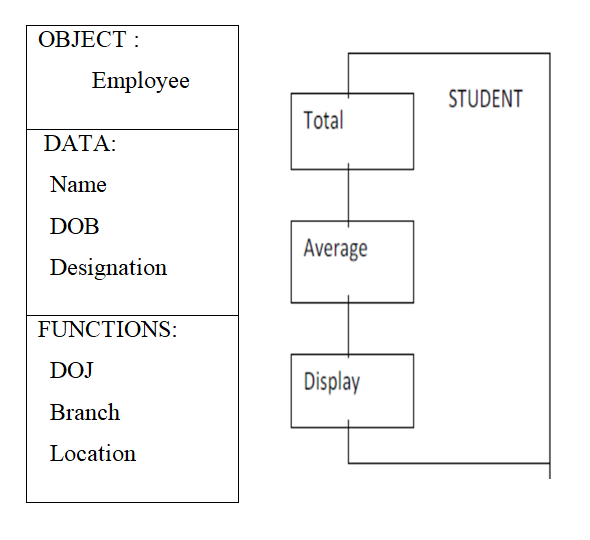 OBJECT :
Employee
DATA:
Name
DOB
Designation
FUNCTIONS:
DOJ
Branch
Location
STUDENT
Total
Average
Display